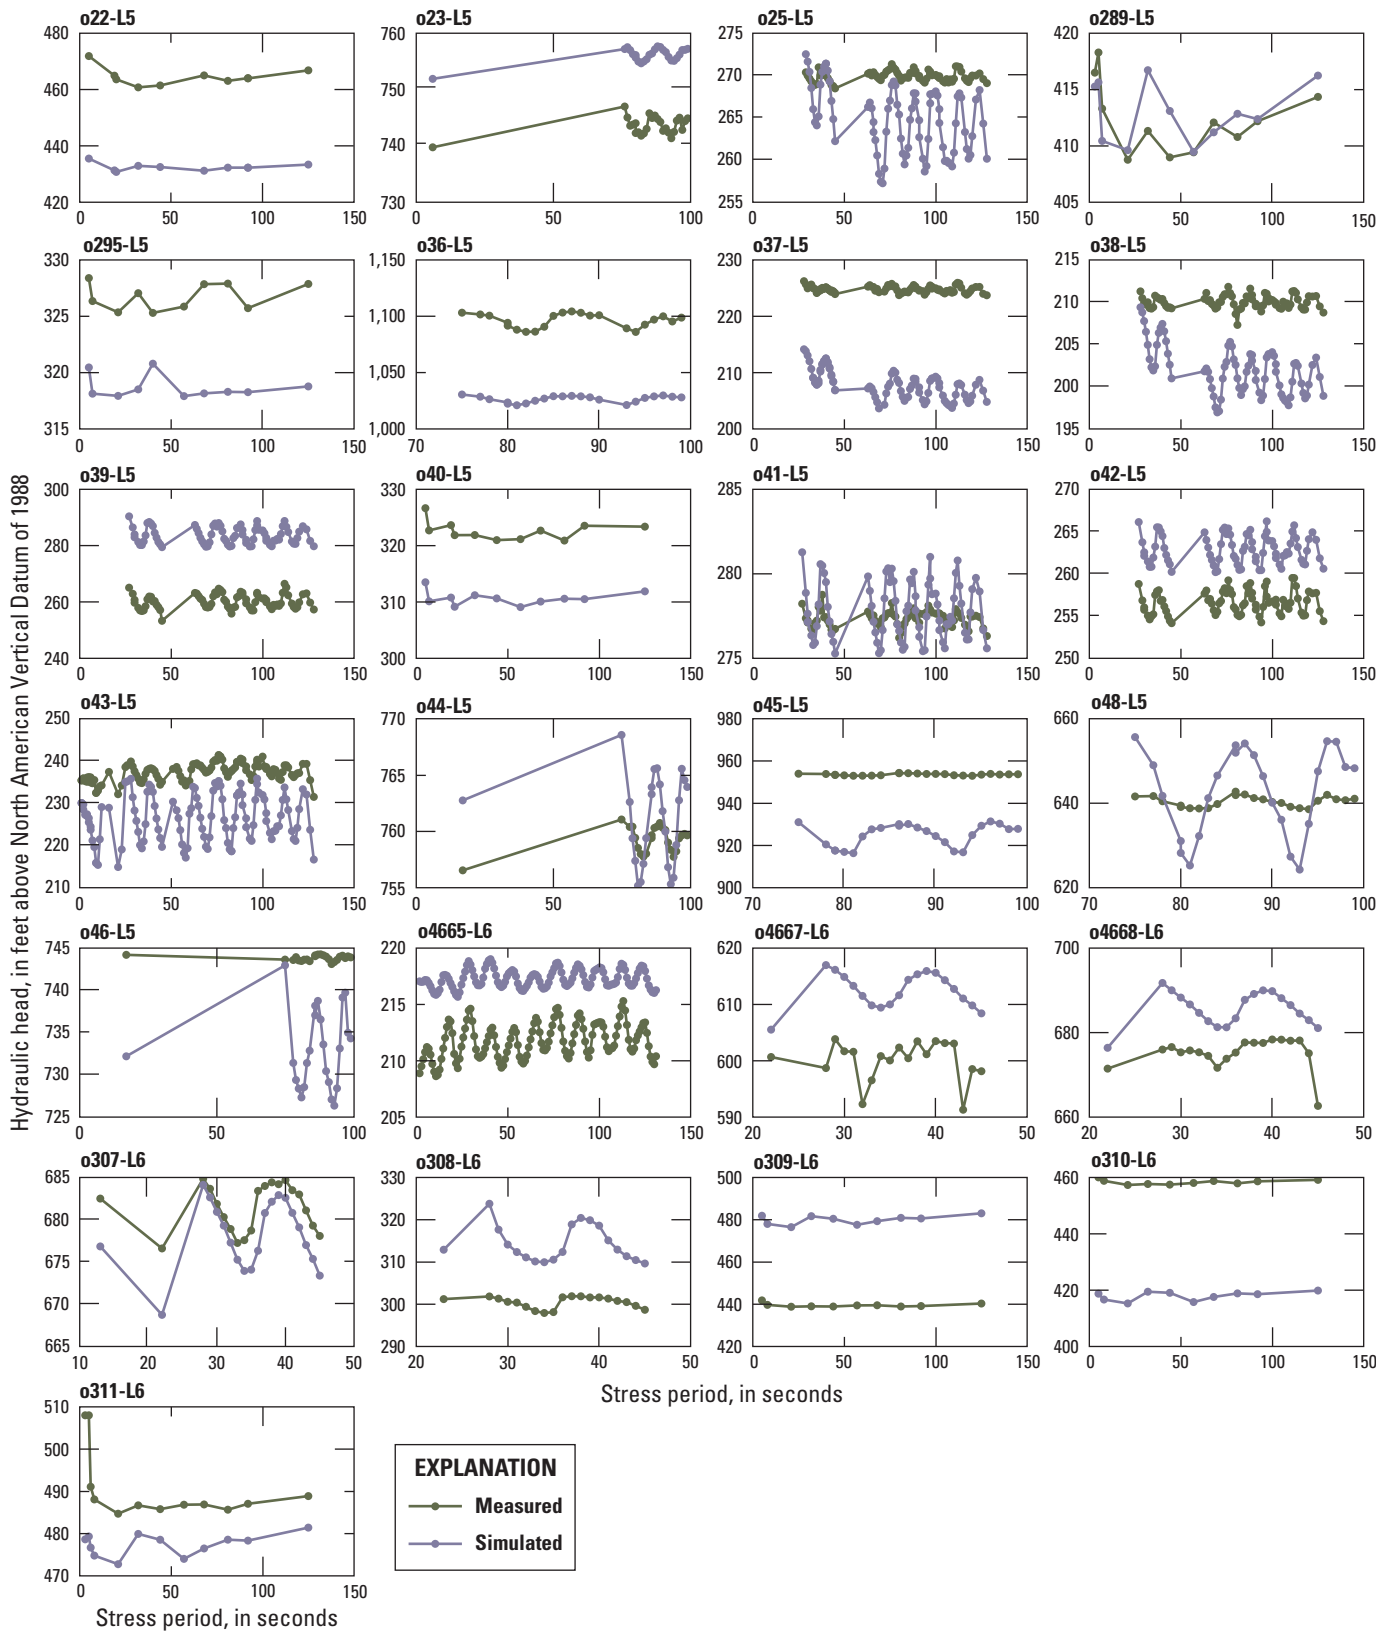 o22-L5 o23-L5 o25-L5 o289-L5
480 760 275 420
460 750 270 415
265
440 740 260 410
420 730 255 405
0 50 100 150 0 50 100 0 50 100 150 0 50 100 150
o295-L5 o36-L5 o37-L5 o38-L5
330 1,150 230 215
325 1,100 220 210
205
320 1,050 210 200
315 1,000 200 195
0 50 100 150 70 80 90 100 0 50 100 150 0 50 100 150
o39-L5 o40-L5 o41-L5 o42-L5
300 330 285 270
280 320 265
280 260
260 310 255
240 300 275 250
0 50 100 150 0 50 100 150 0 50 100 150 0 50 100 150
o43-L5 o44-L5 o45-L5 o48-L5
250 770 980 660
240 765 960
230 940 640
220 760 920
210 755 900 620
0 50 100 150 0 50 100 70 80 90 100 70 80 90 100
o46-L5 o4665-L6 o4667-L6 o4668-L6
745 220 620 700
740 215 610
735 680
730 210 600
725 205 590 660
0 50 100 0 50 100 150 20 30 40 50 20 30 40 50
o307-L6 o308-L6 o309-L6 o310-L6
685 330 500 460
680 320 480 440
675 310 460
670 300 440 420
665 290 420 400
10 20 30 40 50 20 30 40 50 0 50 100 150 0 50 100 150
o311-L6
510
500
490
480
470
0 50 100 150
Hydraulic head, in feet above North American Vertical Datum of 1988
Stress period, in seconds
Stress period, in seconds
EXPLANATION
Measured
Simulated